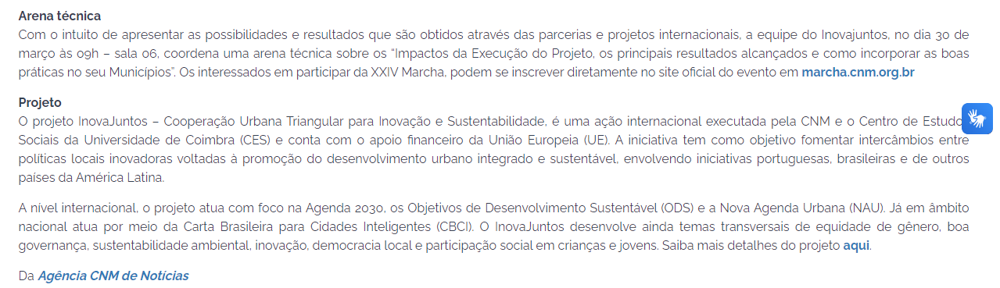 Arena técnica
Com o intuito de apresentar as possibilidades e resultados que são obtidos através das parcerias e projetos internacionais, a equipe do Inovajuntos, no dia 30 de
março às 09h – sala 06, coordena uma arena técnica sobre os “Impactos da Execução do Projeto, os principais resultados alcançados e como incorporar as boas
práticas no seu Municípios”. Os interessados em participar da XXIV Marcha, podem se inscrever diretamente no site oficial do evento em marcha.cnm.org.br
Projeto
O projeto InovaJuntos – Cooperação Urbana Triangular para Inovação e Sustentabilidade, é uma ação internacional executada pela CNM e o Centro de Estudo
Sociais da Universidade de Coimbra (CES) e conta com o apoio financeiro da União Europeia (UE). A iniciativa tem como objetivo fomentar intercâmbios entre
políticas locais inovadoras voltadas à promoção do desenvolvimento urbano integrado e sustentável, envolvendo iniciativas portuguesas, brasileiras e de outros
países da América Latina.
A nível internacional, o projeto atua com foco na Agenda 2030, os Objetivos de Desenvolvimento Sustentável (ODS) e a Nova Agenda Urbana (NAU). Já em âmbito
nacional atua por meio da Carta Brasileira para Cidades Inteligentes (CBCI). O InovaJuntos desenvolve ainda temas transversais de equidade de gênero, boa
governança, sustentabilidade ambiental, inovação, democracia local e participação social em crianças e jovens. Saiba mais detalhes do projeto aqui.
Da Agência CNM de Notícias